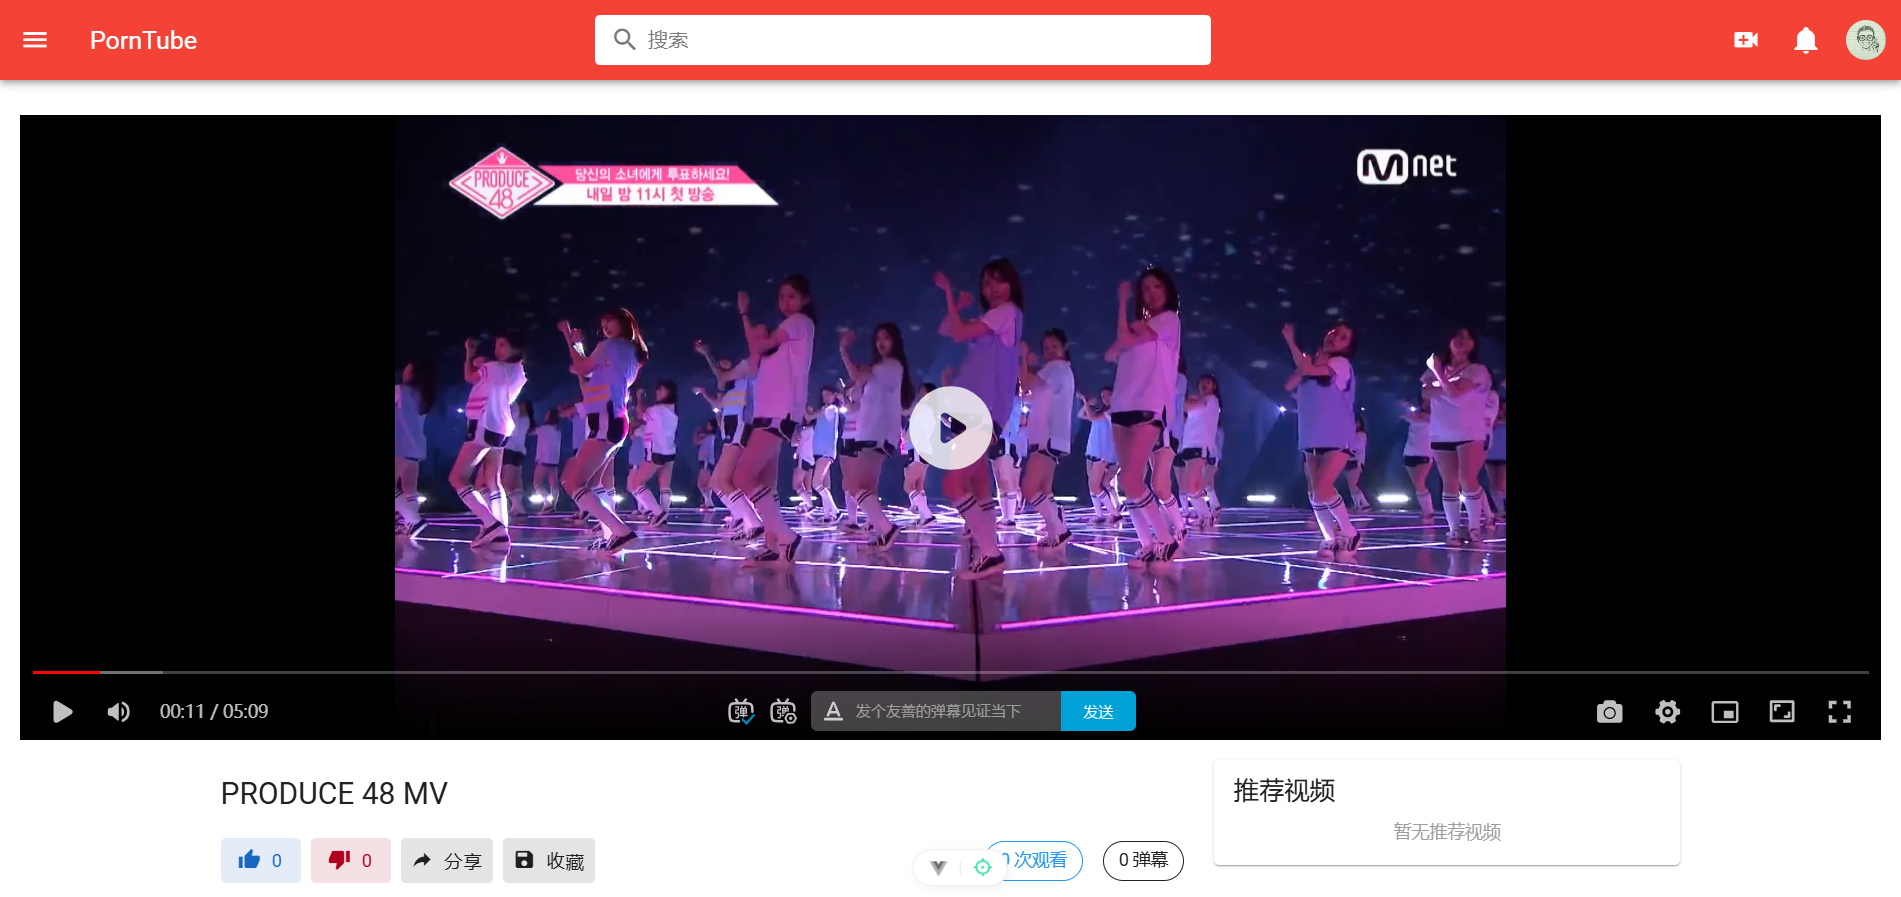 PornTube
搜索
PRODUCE
48
당신의 소녀에게 투표하세요!
내일 밤 11시 첫 방송
Mnet
00:11 / 05:09
弹
弹
A
发个友善的弹幕见证当下
发送
PRODUCE 48 MV
推荐视频
暂无推荐视频
0
0
分享
收藏
0 次观看
0 弹幕